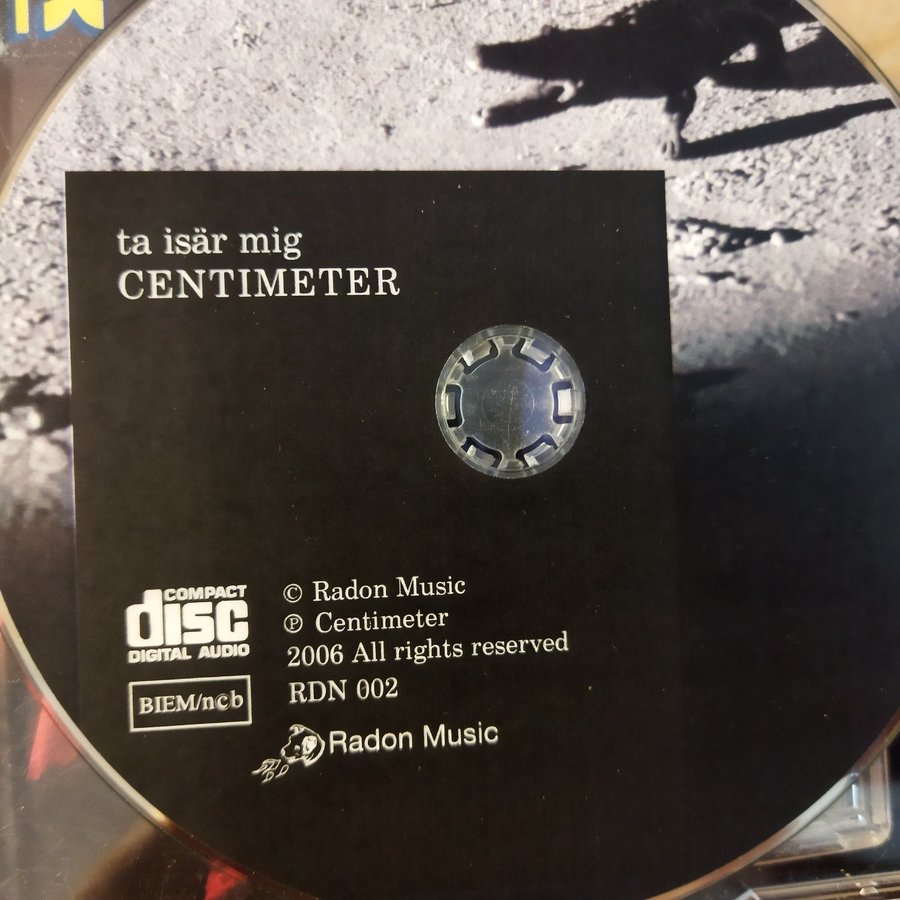 ta isär mig
CENTIMETER
COMPACT
disc
DIGITAL AUDIO
BIEM/n©b
© Radon Music
℗ Centimeter
2006 All rights reserved
RDN 002
Radon Music